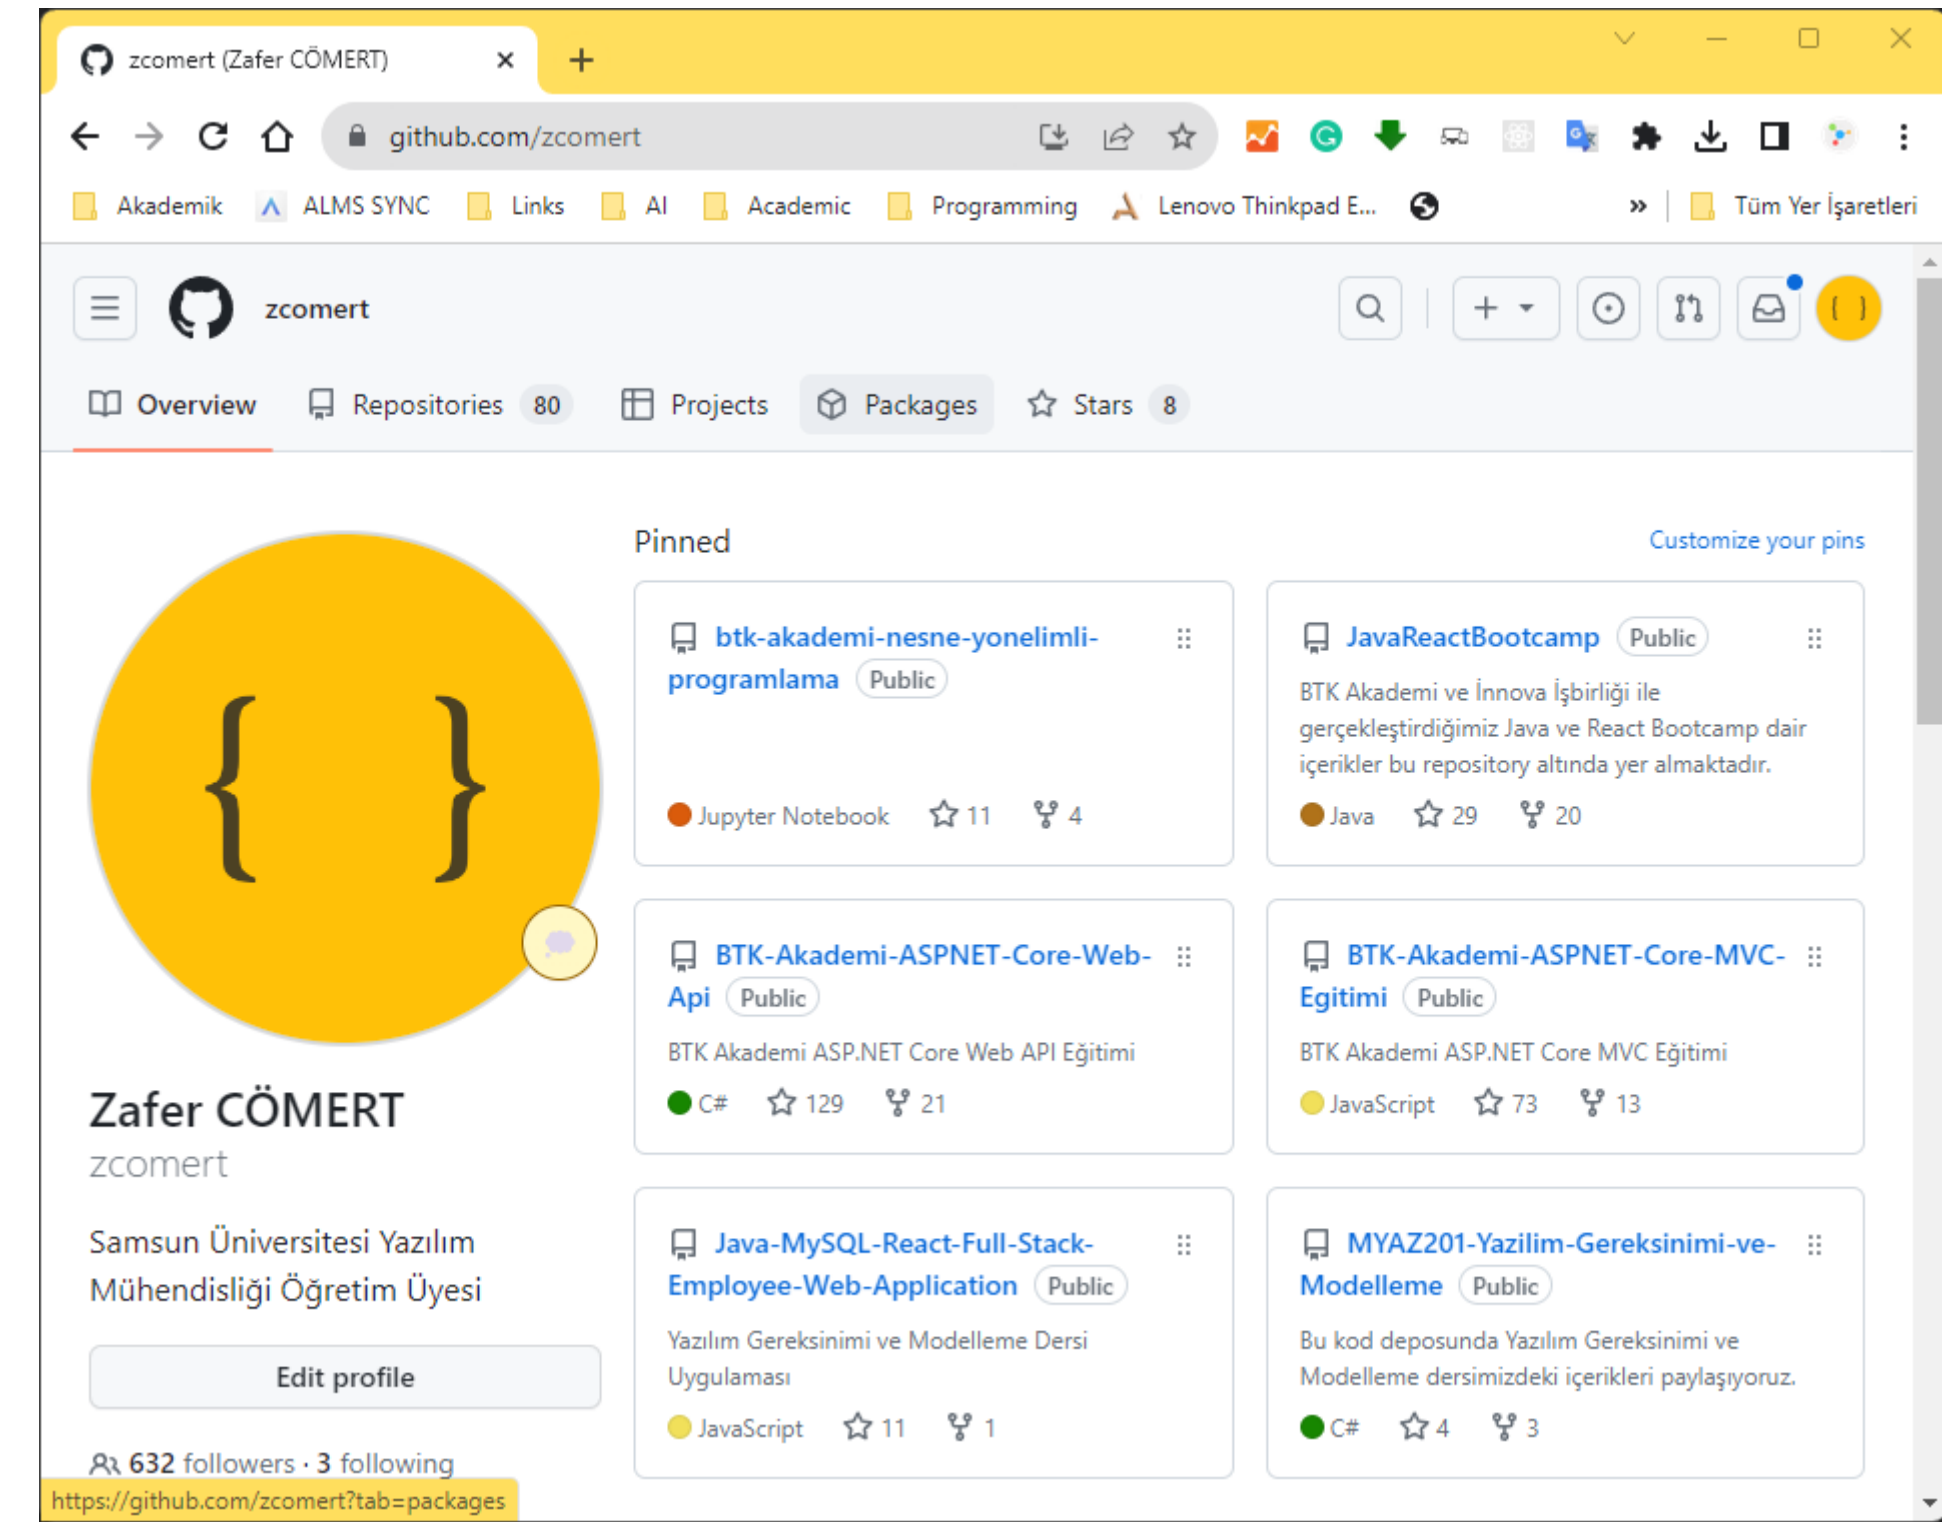 zcomert (Zafer CÖMERT)
github.com/zcomert
Akademik ALMS SYNC Links AI Academic Programming Lenovo Thinkpad E... » Tüm Yer İşaretleri
zcomert
Overview Repositories 80 Projects Packages Stars 8
{ }
Zafer CÖMERT
zcomert
Samsun Üniversitesi Yazılım
Mühendisliği Öğretim Üyesi
Edit profile
632 followers · 3 following
Pinned
Customize your pins
btk-akademi-nesne-yonelimli-
programlama Public
Jupyter Notebook 11 4
JavaReactBootcamp Public
BTK Akademi ve İnnova İşbirliği ile
gerçekleştirdiğimiz Java ve React Bootcamp dair
içerikler bu repository altında yer almaktadır.
Java 29 20
BTK-Akademi-ASPNET-Core-Web-
Api Public
BTK Akademi ASP.NET Core Web API Eğitimi
C# 129 21
BTK-Akademi-ASPNET-Core-MVC-
Egitimi Public
BTK Akademi ASP.NET Core MVC Eğitimi
JavaScript 73 13
Java-MySQL-React-Full-Stack-
Employee-Web-Application Public
Yazılım Gereksinimi ve Modelleme Dersi
Uygulaması
JavaScript 11 1
MYAZ201-Yazilim-Gereksinimi-ve-
Modelleme Public
Bu kod deposunda Yazılım Gereksinimi ve
Modelleme dersimizdeki içerikleri paylaşıyoruz.
C# 4 3
https://github.com/zcomert?tab=packages